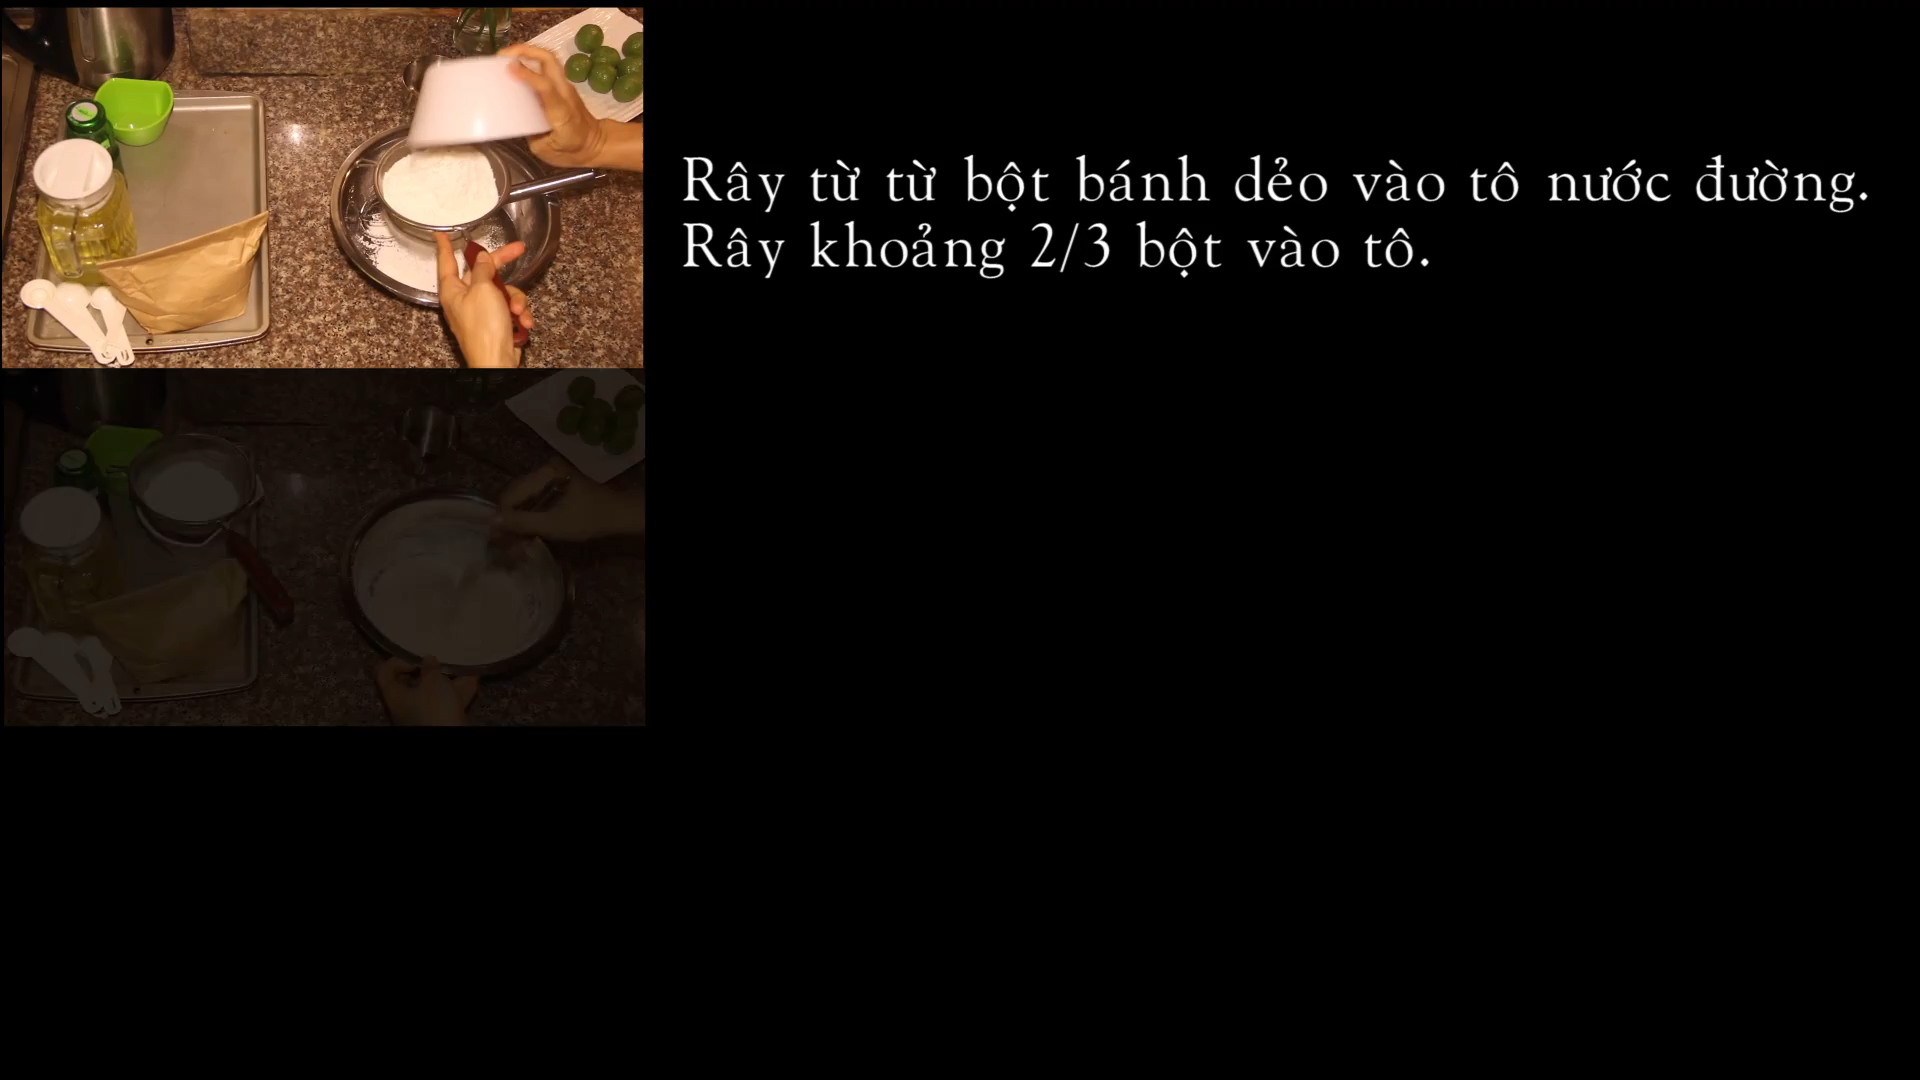 Rây từ từ bột bánh dẻo vào tô nước đường.
Rây khoảng 2/3 bột vào tô.